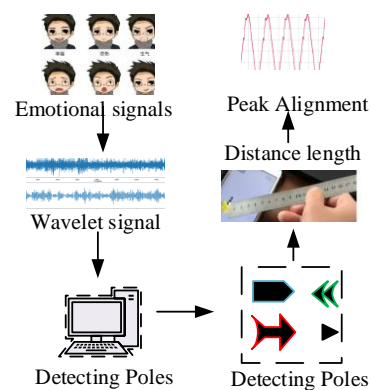 Emotional signals
Wavelet signal
Detecting Poles
Detecting Poles
Distance length
Peak Alignment